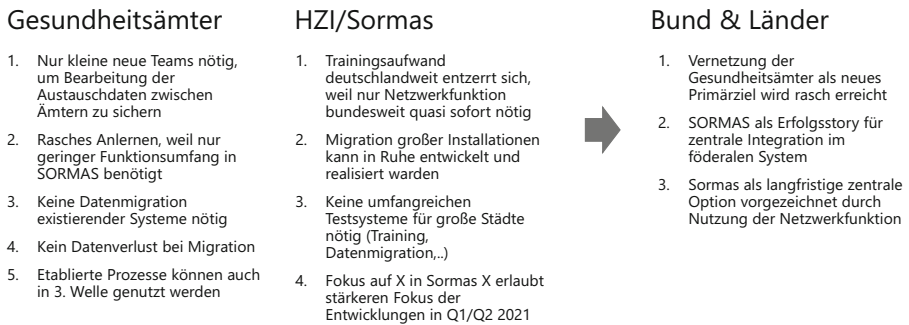 Gesundheitsämter
1. Nur kleine neue Teams nötig,
um Bearbeitung der
Austauschdaten zwischen
Ämtern zu sichern
2. Rasches Anlernen, weil nur
geringer Funktionsumfang in
SORMAS benötigt
3. Keine Datenmigration
existierender Systeme nötig
4. Kein Datenverlust bei Migration
5. Etablierte Prozesse können auch
in 3. Welle genutzt werden
HZI/Sormas
1. Trainingsaufwand
deutschlandweit entzerrt sich,
weil nur Netzwerkfunktion
bundesweit quasi sofort nötig
2. Migration großer Installationen
kann in Ruhe entwickelt und
realisiert warden
3. Keine umfangreichen
Testsysteme für große Städte
nötig (Training,
Datenmigration,..)
4. Fokus auf X in Sormas X erlaubt
stärkeren Fokus der
Entwicklungen in Q1/Q2 2021
Bund & Länder
1. Vernetzung der
Gesundheitsämter als neues
Primärziel wird rasch erreicht
2. SORMAS als Erfolgsstory für
zentrale Integration im
föderalen System
3. Sormas als langfristige zentrale
Option vorgezeichnet durch
Nutzung der Netzwerkfunktion